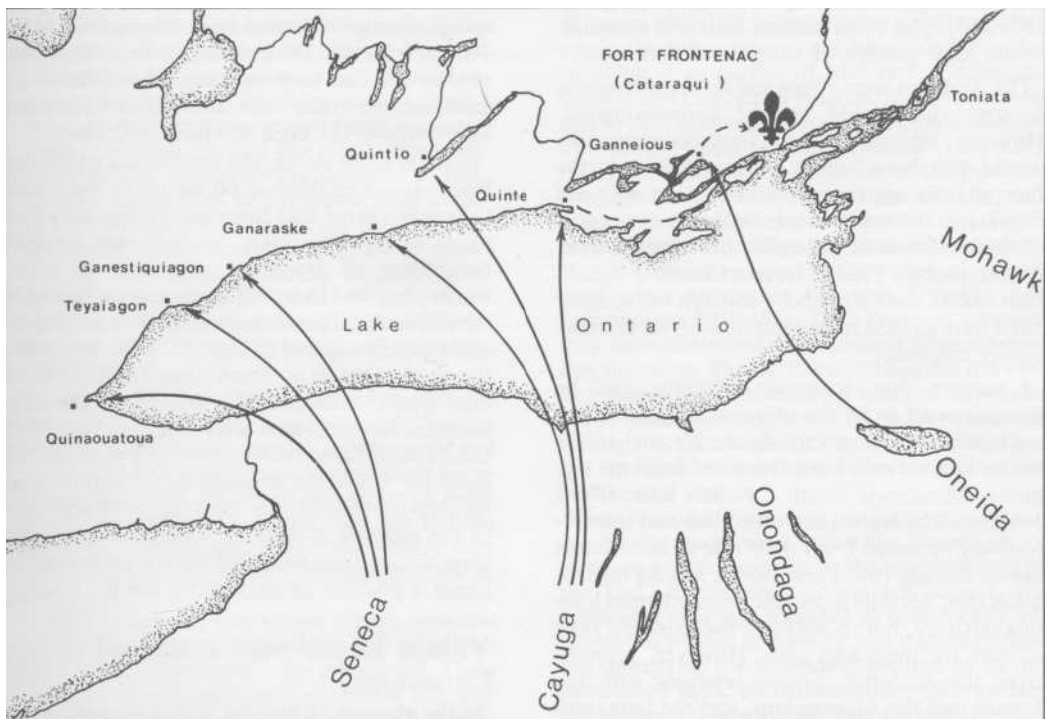 FORT FRONTENAC
(Cataraqui )
Toniata
Quintio
Ganneious
Quinte
Ganaraske
Ganestiquiagon
Teyaiagon
Lake Ontario
Mohawk
Quinaouatoua
Oneida
Onondaga
Seneca
Cayuga